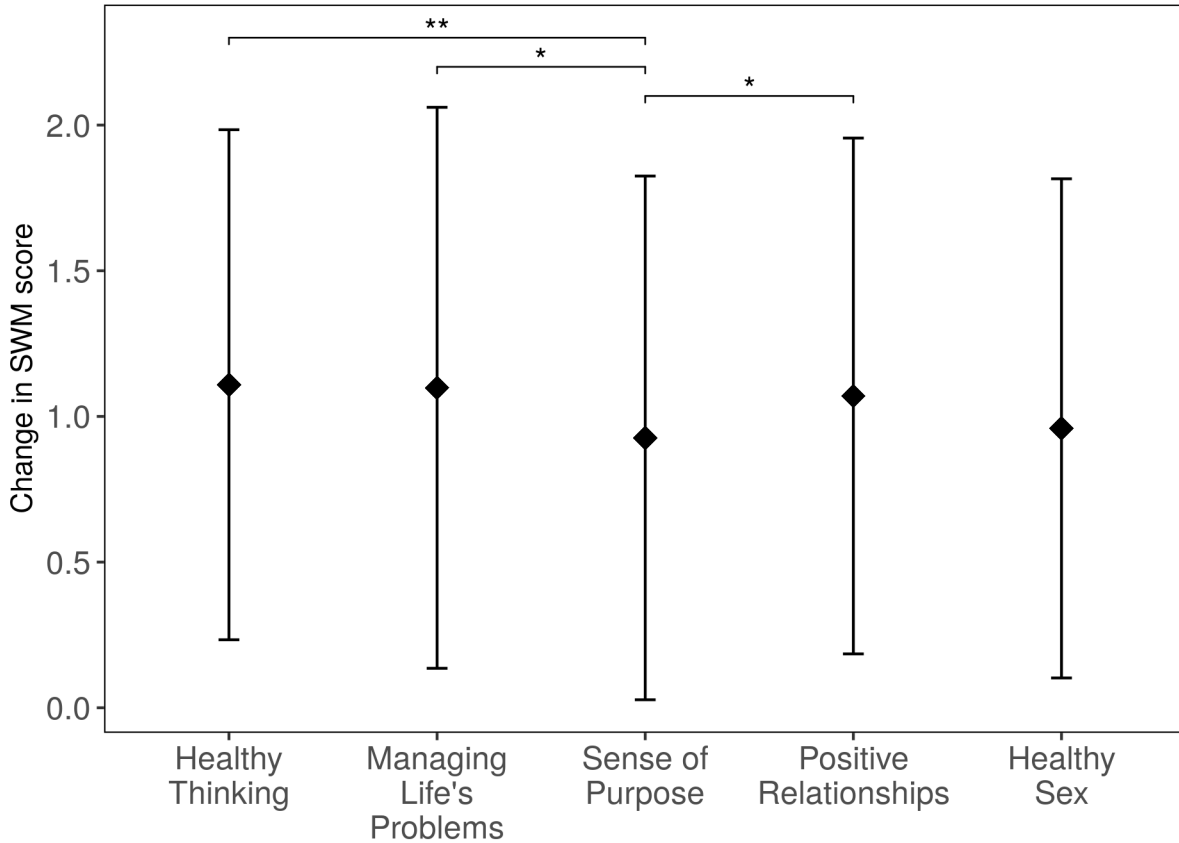 **
*
*
2.0
1.5
1.0
0.5
0.0
Change in SWM score
Healthy
Thinking
Managing
Life's
Problems
Sense of
Purpose
Positive
Relationships
Healthy
Sex